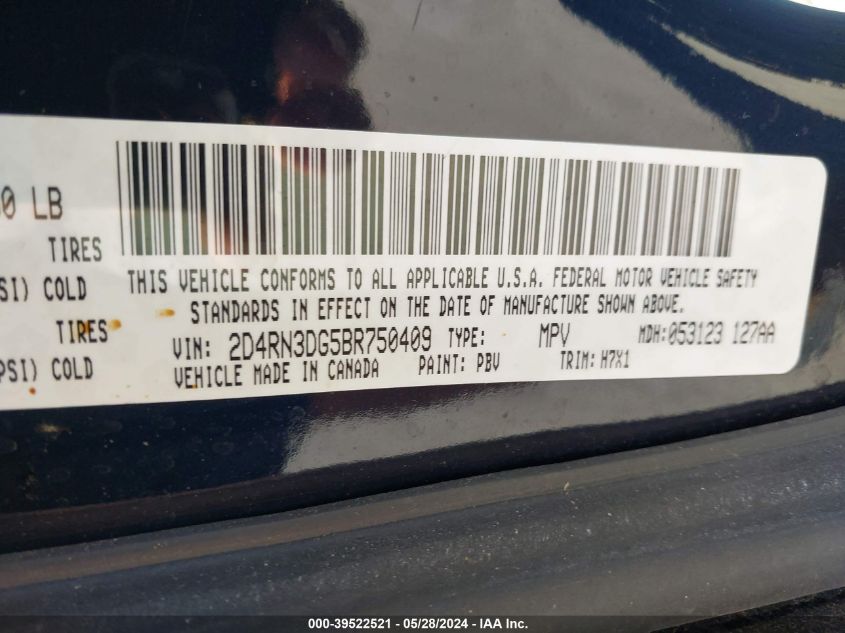 0 LB
TIRES
SI) COLD
TIRES
PSI) COLD
THIS VEHICLE CONFORMS TO ALL APPLICABLE U.S.A. FEDERAL MOTOR VEHICLE SAFETY
STANDARDS IN EFFECT ON THE DATE OF MANUFACTURE SHOWN ABOVE.
VIN: 2D4RN3DG5BR750409 TYPE: MPV MDH:053123 127AA
VEHICLE MADE IN CANADA PAINT: PBV TRIM: H7X1
000-39522521 - 05/28/2024 - IAA Inc.